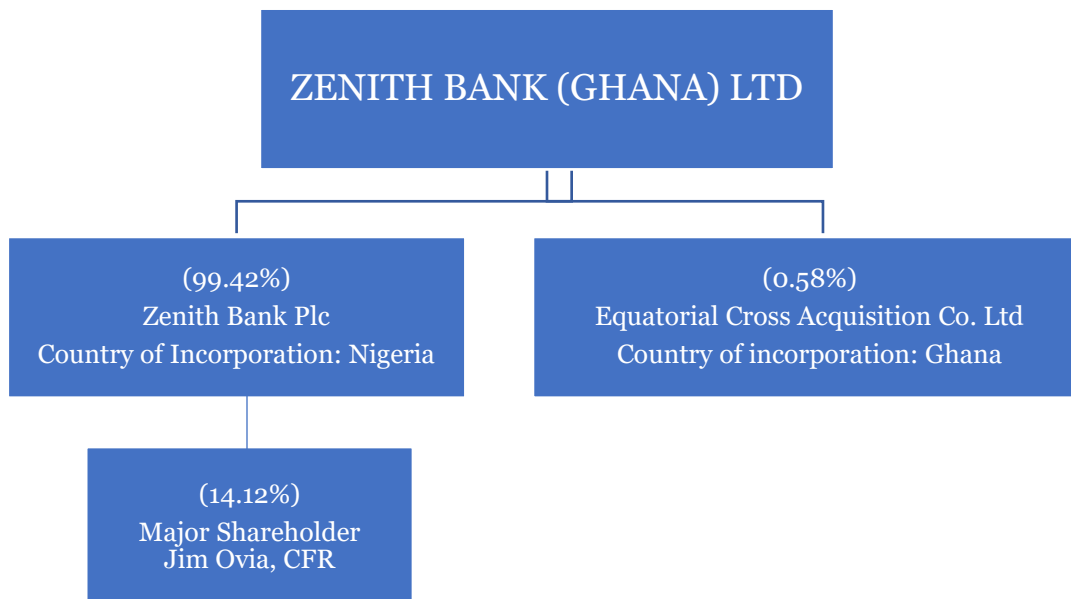 ZENITH BANK (GHANA) LTD
(99.42%)
Zenith Bank Plc
Country of Incorporation: Nigeria
(0.58%)
Equatorial Cross Acquisition Co. Ltd
Country of incorporation: Ghana
(14.12%)
Major Shareholder
Jim Ovia, CFR